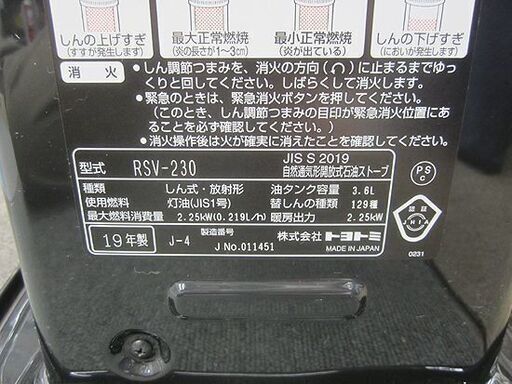 しんの上げすぎ
(すすが発生します)
最大正常燃焼
(炎の長さが1〜3cm)
最小正常燃焼
(炎が出ている)
しんの下げすぎ
(においが発生します)
消火
●しん調節つまみを、消火の方向()に止まるまでゆっ
くりと回してください。しばらくして消火します。
●緊急のときは、緊急消火ボタンを押してください。
(このとき、しん調節つまみの目印が緊急消火位置にあ
ることを必ず確認してください。)
●消火操作後は火が確実に消えたことを確認してください。
型式 RSV-230 JIS S 2019
自然通気形開放式石油ストーブ
種類 しん式・放射形 油タンク容量 3.6L
使用燃料 灯油(JIS1号) 替しんの種類 129種
最大燃料消費量 2.25kW(0.219L/h) 暖房出力 2.25kW
19年製 J-4 製造番号 J No.011451 株式会社 トヨトミ
MADE IN JAPAN
PS
C
認証
JHIA
0231